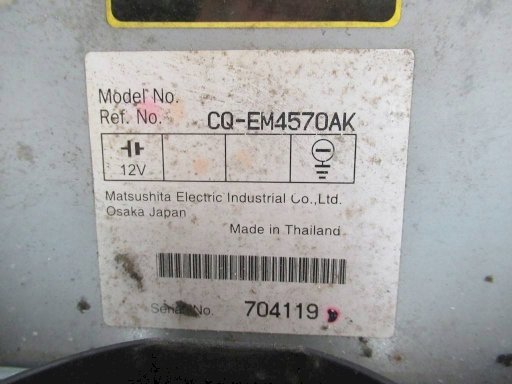 Model No.
Ref. No. CQ-EM4570AK
12V
Matsushita Electric Industrial Co.,Ltd.
Osaka Japan
Made in Thailand
Serial No. 704119